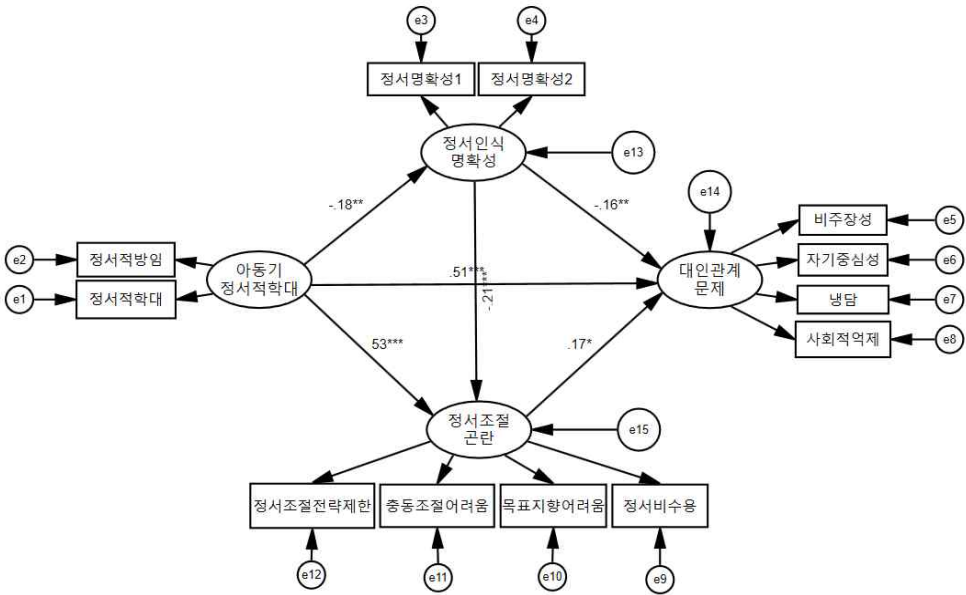 e3
e4
정서명확성1
정서명확성2
정서인식
명확성
e13
e14
-.18**
-.16**
비주장성
e5
e2
정서적방임
아동기
정서적학대
.51***
대인관계
문제
자기중심성
e6
e1
정서적학대
-.21***
냉담
e7
53***
.17*
사회적억제
e8
정서조절
곤란
e15
정서조절전략제한
충동조절어려움
목표지향어려움
정서비수용
e12
e11
e10
e9